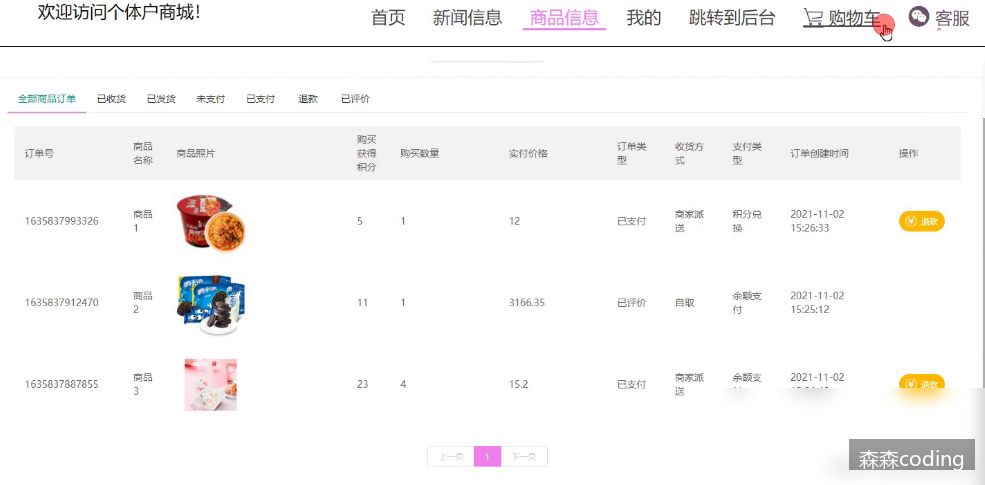 欢迎访问个体户商城！
首页 新闻信息 商品信息 我的 跳转到后台 购物车 客服
全部商品订单 已收货 已发货 未支付 已支付 退款 已评价
订单号 商品名称 商品照片 购买获得积分 购买数量 实付价格 订单类型 收货方式 支付类型 订单创建时间 操作
1635837993326 商品1 5 1 12 已支付 商家派送 积分兑换 2021-11-02 15:26:33 退款
1635837912470 商品2 11 1 3166.35 已评价 自取 余额支付 2021-11-02 15:25:12
1635837887855 商品3 23 4 15.2 已支付 商家派送 余额 2021-11-02 退款
上一页 1 下一页
森森coding